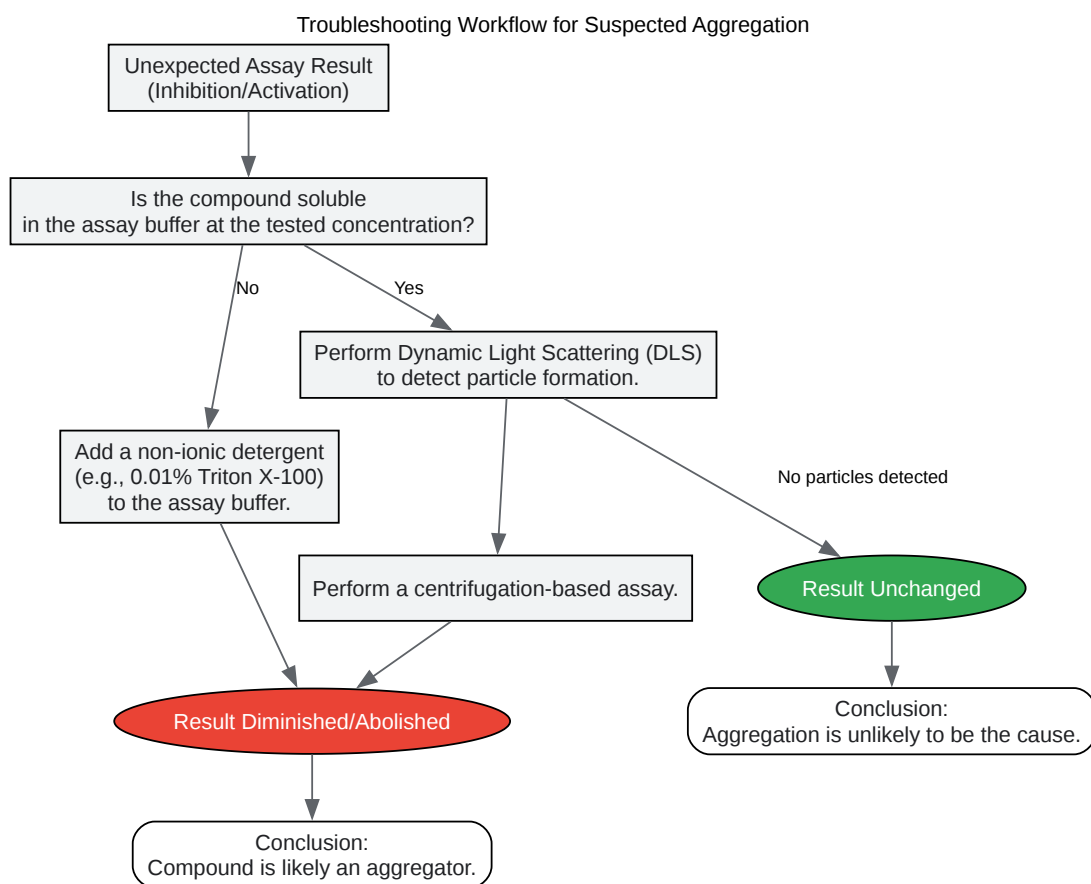 Troubleshooting Workflow for Suspected Aggregation
Unexpected Assay Result
(Inhibition/Activation)
Is the compound soluble
in the assay buffer at the tested concentration?
No
Yes
Perform Dynamic Light Scattering (DLS)
to detect particle formation.
Add a non-ionic detergent
(e.g., 0.01% Triton X-100)
to the assay buffer.
No particles detected
Perform a centrifugation-based assay.
Result Unchanged
Result Diminished/Abolished
Conclusion:
Aggregation is unlikely to be the cause.
Conclusion:
Compound is likely an aggregator.